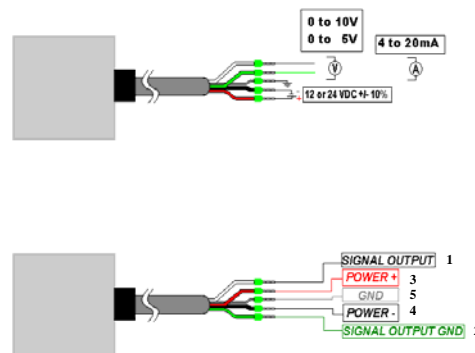 0 to 10V
0 to 5V
4 to 20mA
V
A
- 
+
12 or 24 VDC +/- 10%
SIGNAL OUTPUT 1
POWER + 3
GND 5
POWER - 4
SIGNAL OUTPUT GND